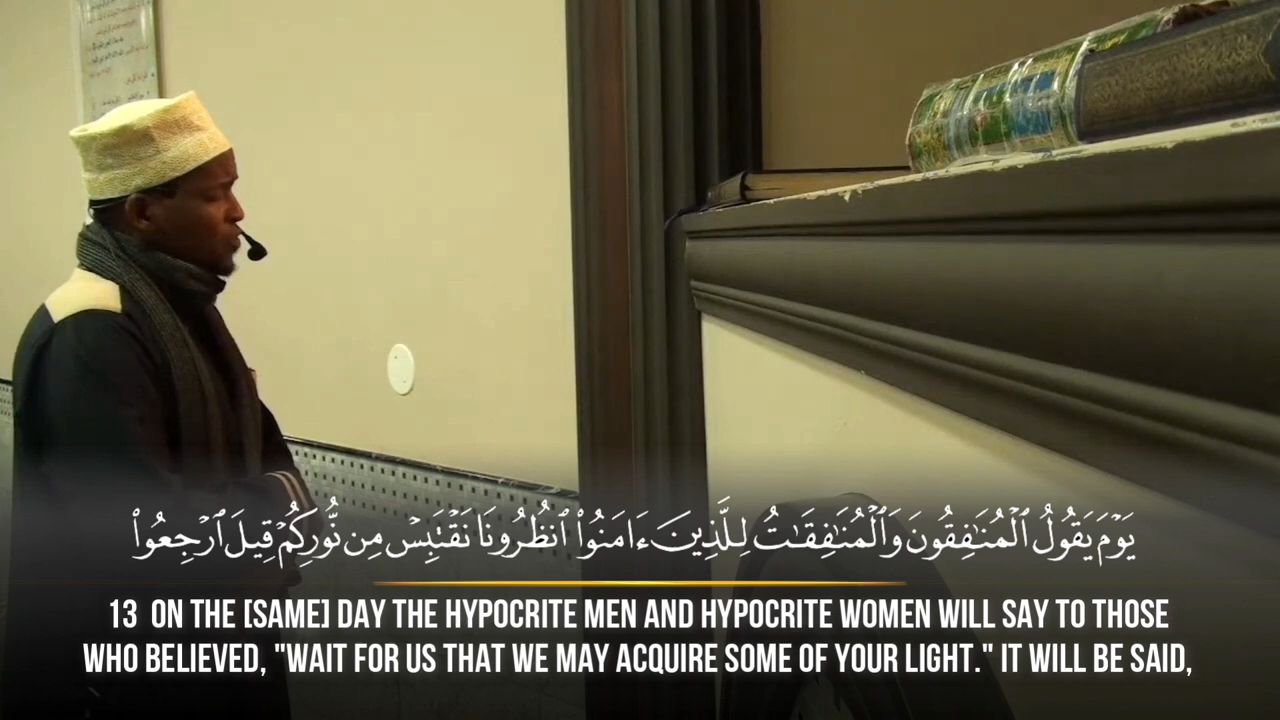 يَوْمَ يَقُولُ ٱلْمُنَٰفِقُونَ وَٱلْمُنَٰفِقَٰتُ لِلَّذِينَ ءَامَنُوا۟ ٱنظُرُونَا نَقْتَبِسْ مِن نُّورِكُمْ قِيلَ ٱرْجِعُوا۟
13 ON THE [SAME] DAY THE HYPOCRITE MEN AND HYPOCRITE WOMEN WILL SAY TO THOSE
WHO BELIEVED, "WAIT FOR US THAT WE MAY ACQUIRE SOME OF YOUR LIGHT." IT WILL BE SAID,